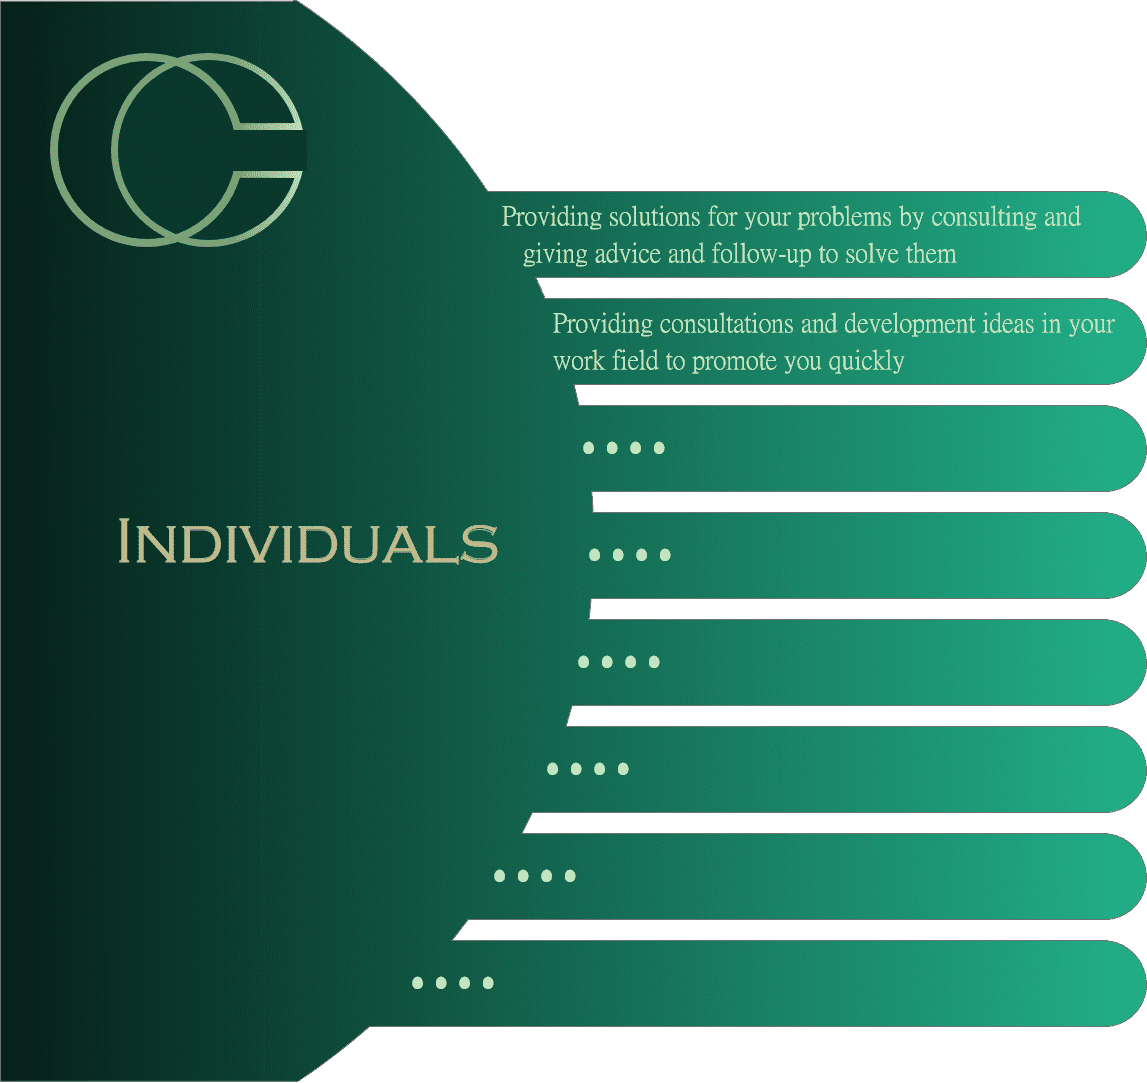 Providing solutions for your problems by consulting and
giving advice and follow-up to solve them
Providing consultations and development ideas in your
work field to promote you quickly
....
....
INDIVIDUALS
....
....
....
....